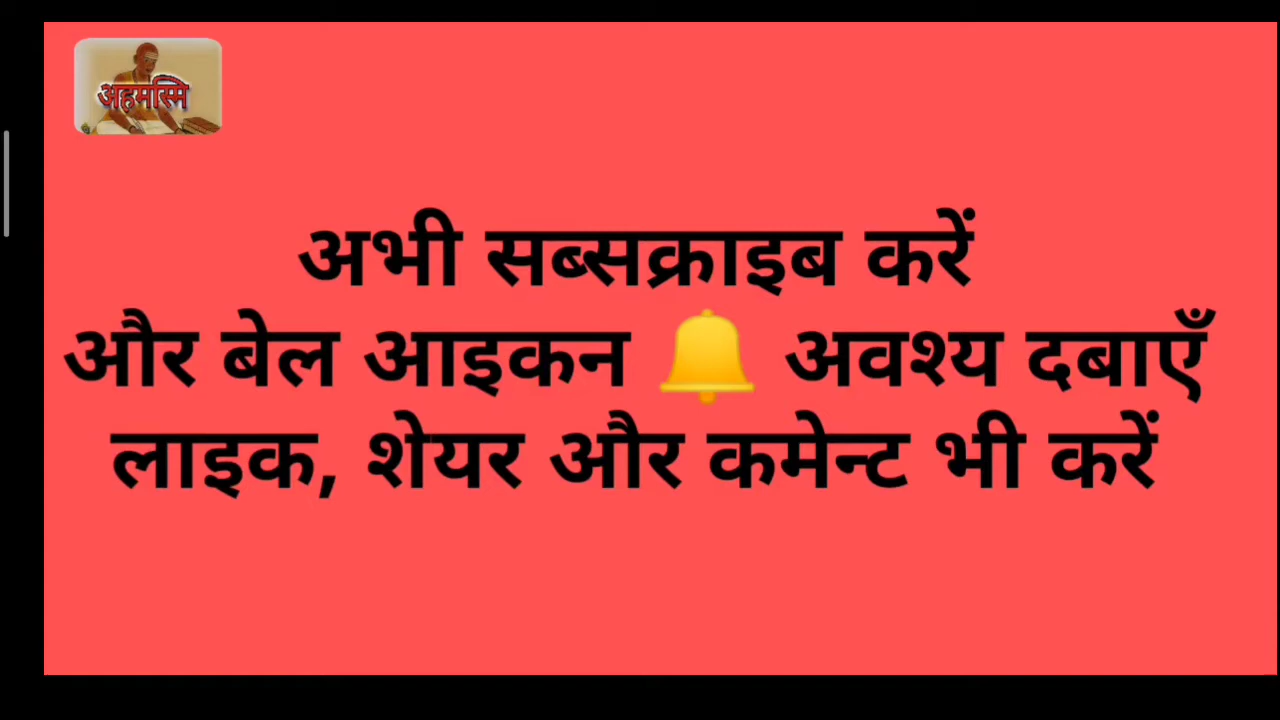 अहमस्मि
अभी सब्सक्राइब करें
और बेल आइकन 🔔 अवश्य दबाएँ
लाइक, शेयर और कमेन्ट भी करें